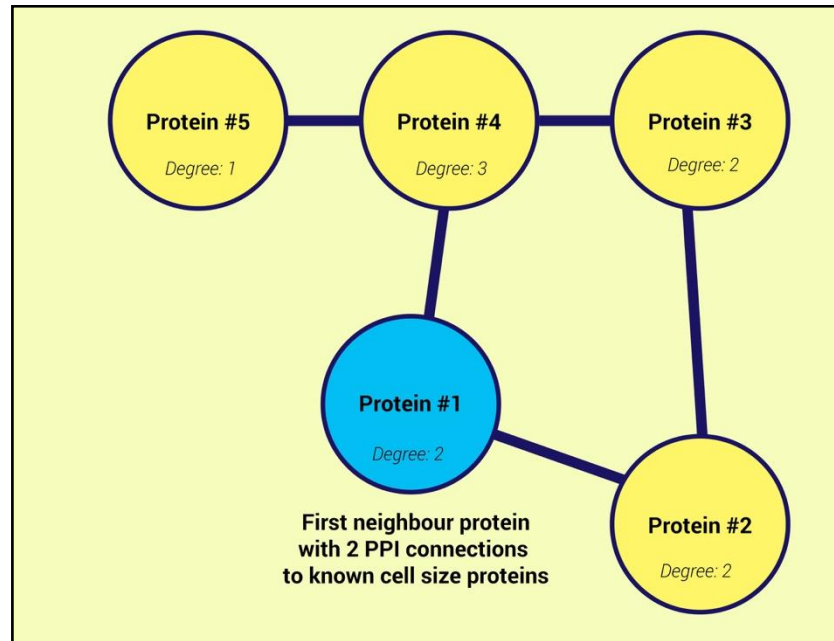 Protein #5
Degree: 1
Protein #4
Degree: 3
Protein #3
Degree: 2
Protein #1
Degree: 2
First neighbour protein
with 2 PPI connections
to known cell size proteins
Protein #2
Degree: 2